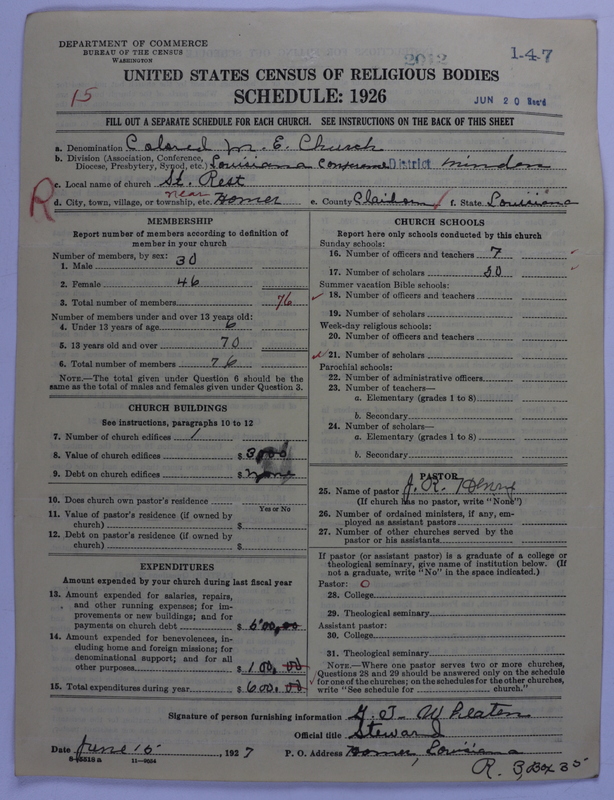 DEPARTMENT OF COMMERCE
BUREAU OF THE CENSUS
WASHINGTON
2012
1-4-7
UNITED STATES CENSUS OF RELIGIOUS BODIES
15
SCHEDULE: 1926
JUN 20 Rec'd
FILL OUT A SEPARATE SCHEDULE FOR EACH CHURCH. SEE INSTRUCTIONS ON THE BACK OF THIS SHEET
a. Denomination Colored M. E. Church
b. Division (Association, Conference, Diocese, Presbytery, Synod, etc.) Louisiana Conference District Minden
c. Local name of church St. Rest
R d. City, town, village, or township, etc. near Homer e. County Claiborn f. State Louisiana
MEMBERSHIP
Report number of members according to definition of
member in your church
Number of members, by sex:
1. Male 30
2. Female 46
3. Total number of members 76
Number of members under and over 13 years old:
4. Under 13 years of age 6
5. 13 years old and over 70
6. Total number of members 76
NOTE.—The total given under Question 6 should be the
same as the total of males and females given under Question 3.
CHURCH BUILDINGS
See instructions, paragraphs 10 to 12
7. Number of church edifices 1
8. Value of church edifices $
9. Debt on church edifices $ none
10. Does church own pastor's residence
Yes or No
11. Value of pastor's residence (if owned by
church) $
12. Debt on pastor's residence (if owned by
church) $
EXPENDITURES
Amount expended by your church during last fiscal year
13. Amount expended for salaries, repairs,
and other running expenses; for im-
provements or new buildings; and for
payments on church debt $ 500.00
14. Amount expended for benevolences, in-
cluding home and foreign missions; for
denominational support; and for all
other purposes $ 100.00
15. Total expenditures during year $ 600.00
CHURCH SCHOOLS
Report here only schools conducted by this church
Sunday schools:
16. Number of officers and teachers 7
17. Number of scholars 50
Summer vacation Bible schools:
18. Number of officers and teachers
19. Number of scholars
Week-day religious schools:
20. Number of officers and teachers
21. Number of scholars
Parochial schools:
22. Number of administrative officers
23. Number of teachers—
a. Elementary (grades 1 to 8)
b. Secondary
24. Number of scholars—
a. Elementary (grades 1 to 8)
b. Secondary
PASTOR
25. Name of pastor J. R. Henry
(If church has no pastor, write "None")
26. Number of ordained ministers, if any, em-
ployed as assistant pastors
27. Number of other churches served by the
pastor or his assistants
If pastor (or assistant pastor) is a graduate of a college or
theological seminary, give name of institution below. (If
not a graduate, write "No" in the space indicated.)
Pastor: O
28. College
29. Theological seminary
Assistant pastor:
30. College
31. Theological seminary
NOTE.—Where one pastor serves two or more churches,
Questions 28 and 29 should be answered only on the schedule
for one of the churches; on the schedules for the other churches,
write "See schedule for church."
Signature of person furnishing information G. T. Wheaten
Official title Steward
Date June 15, 1927 P. O. Address Homer, Louisiana
8-5518 a 11—9034
R. 3, Box 35